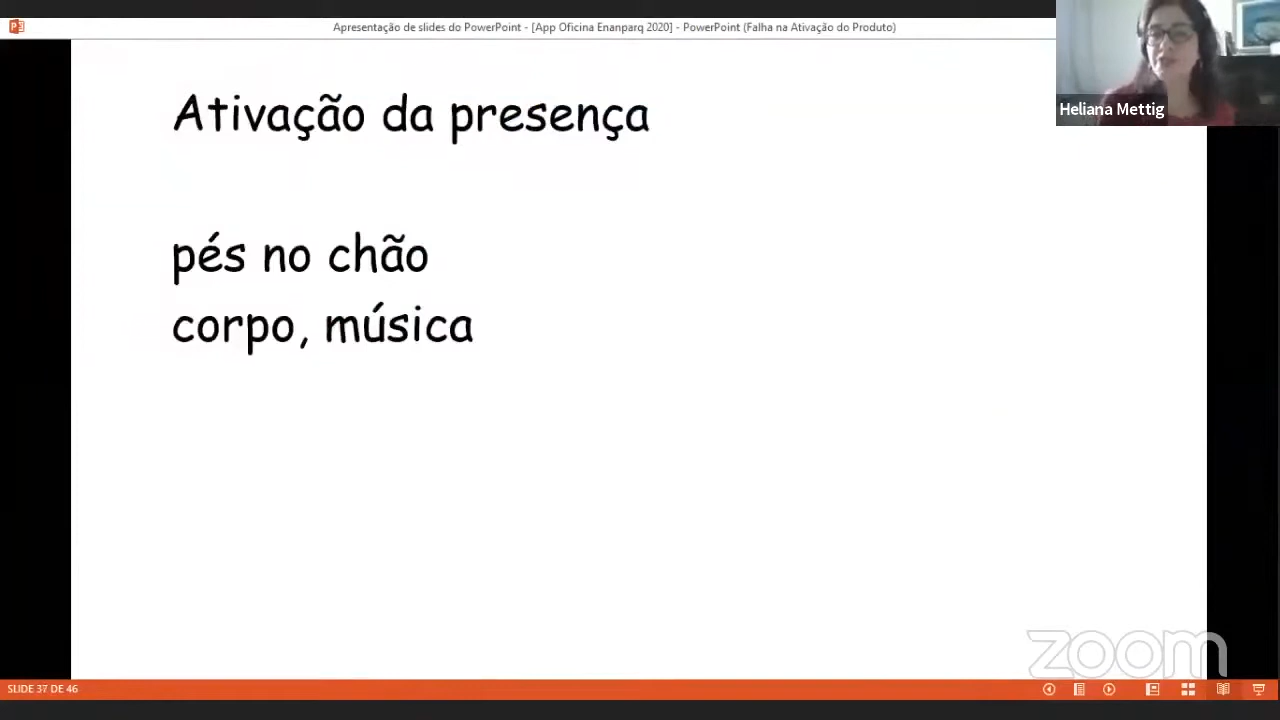 Apresentação de slides do PowerPoint - [App Oficina Enanparq 2020] - PowerPoint (Falha na Ativação do Produto)
Heliana Mettig
Ativação da presença
pés no chão
corpo, música
zoom
SLIDE 37 DE 46